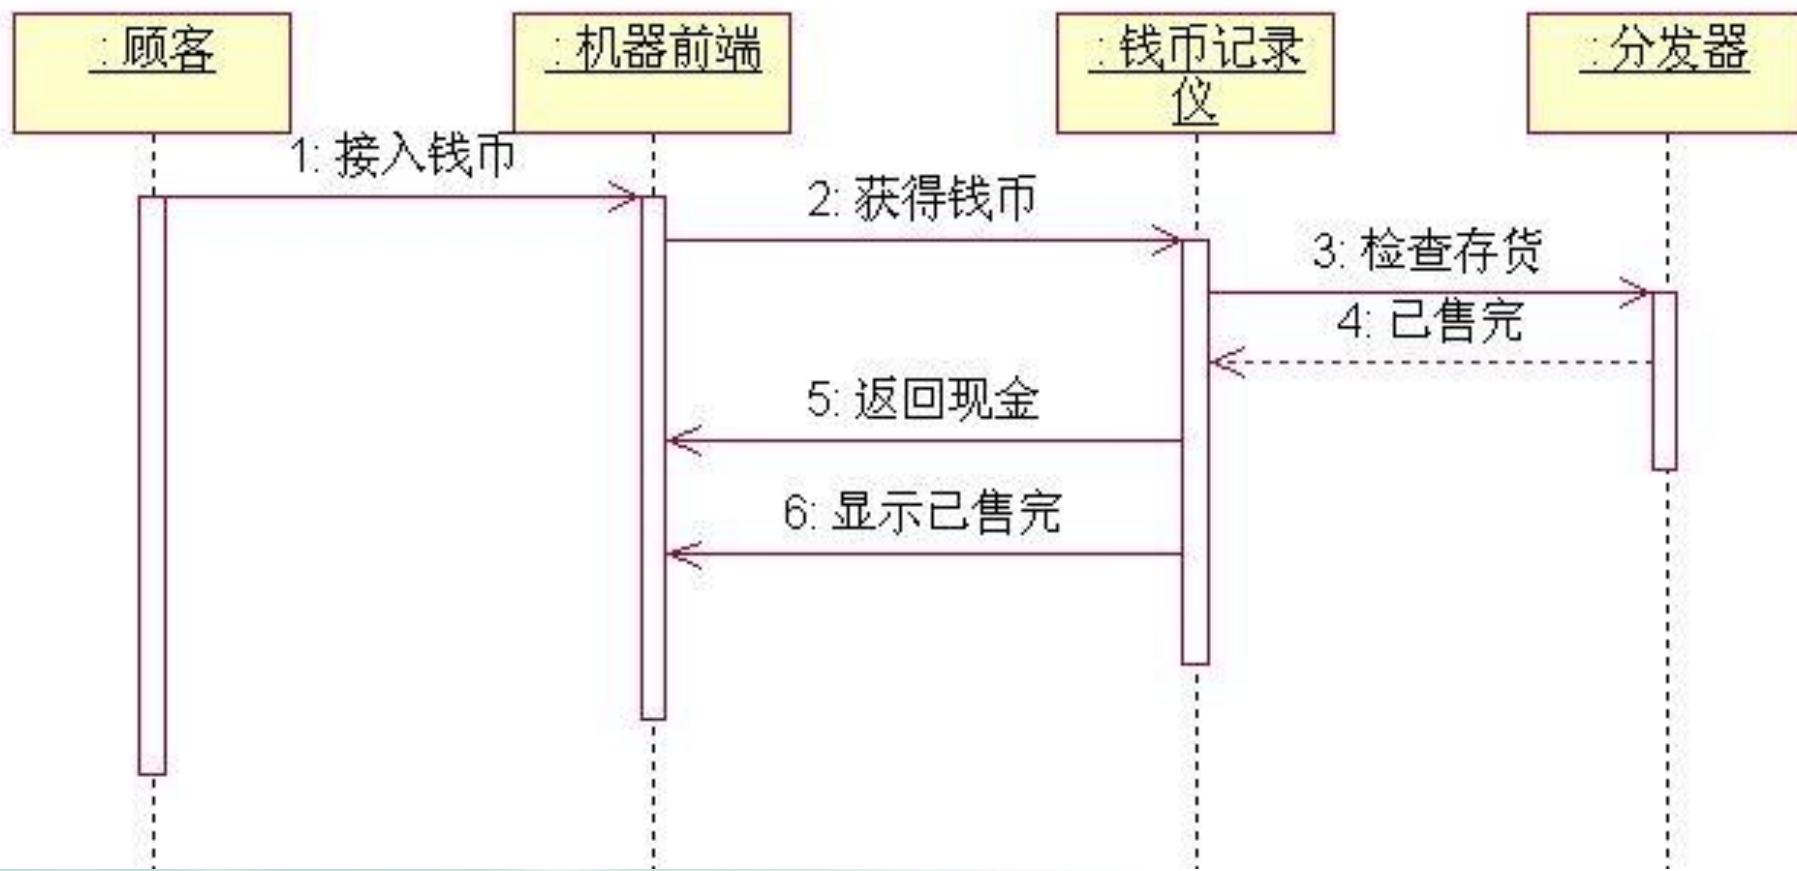 : 顾客
: 机器前端
: 钱币记录
仪
: 分发器
1: 接入钱币
2: 获得钱币
3: 检查存货
4: 已售完
5: 返回现金
6: 显示已售完